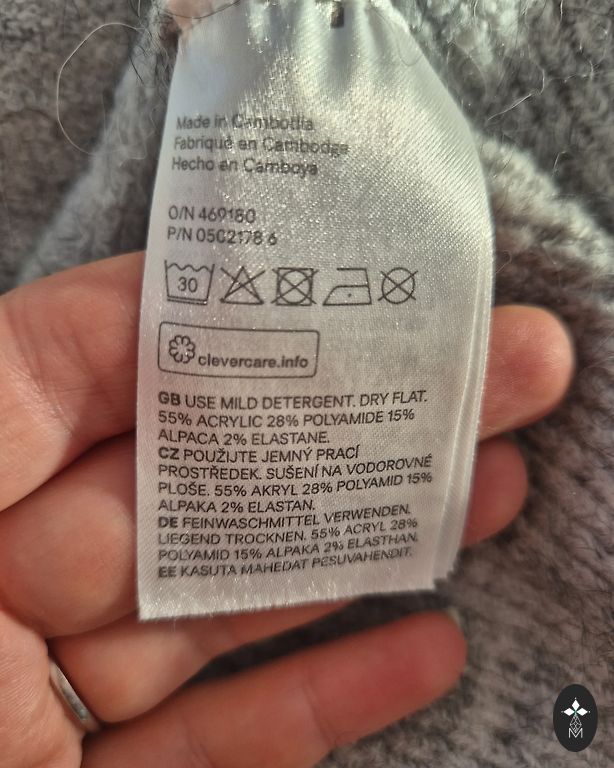 Made in Cambodia
Fabriqué en Cambodge
Hecho en Camboya
O/N 469180
P/N 0502178 6
30
clevercare.info
GB USE MILD DETERGENT. DRY FLAT.
55% ACRYLIC 28% POLYAMIDE 15%
ALPACA 2% ELASTANE.
CZ POUŽIJTE JEMNÝ PRACÍ
PROSTŘEDEK. SUŠENÍ NA VODOROVNÉ
PLOŠE. 55% AKRYL 28% POLYAMID 15%
ALPAKA 2% ELASTAN.
DE FEINWASCHMITTEL VERWENDEN.
LIEGEND TROCKNEN. 55% ACRYL 28%
POLYAMID 15% ALPAKA 2% ELASTHAN.
EE KASUTA MAHEDAT PESUVAHENDIT.
M